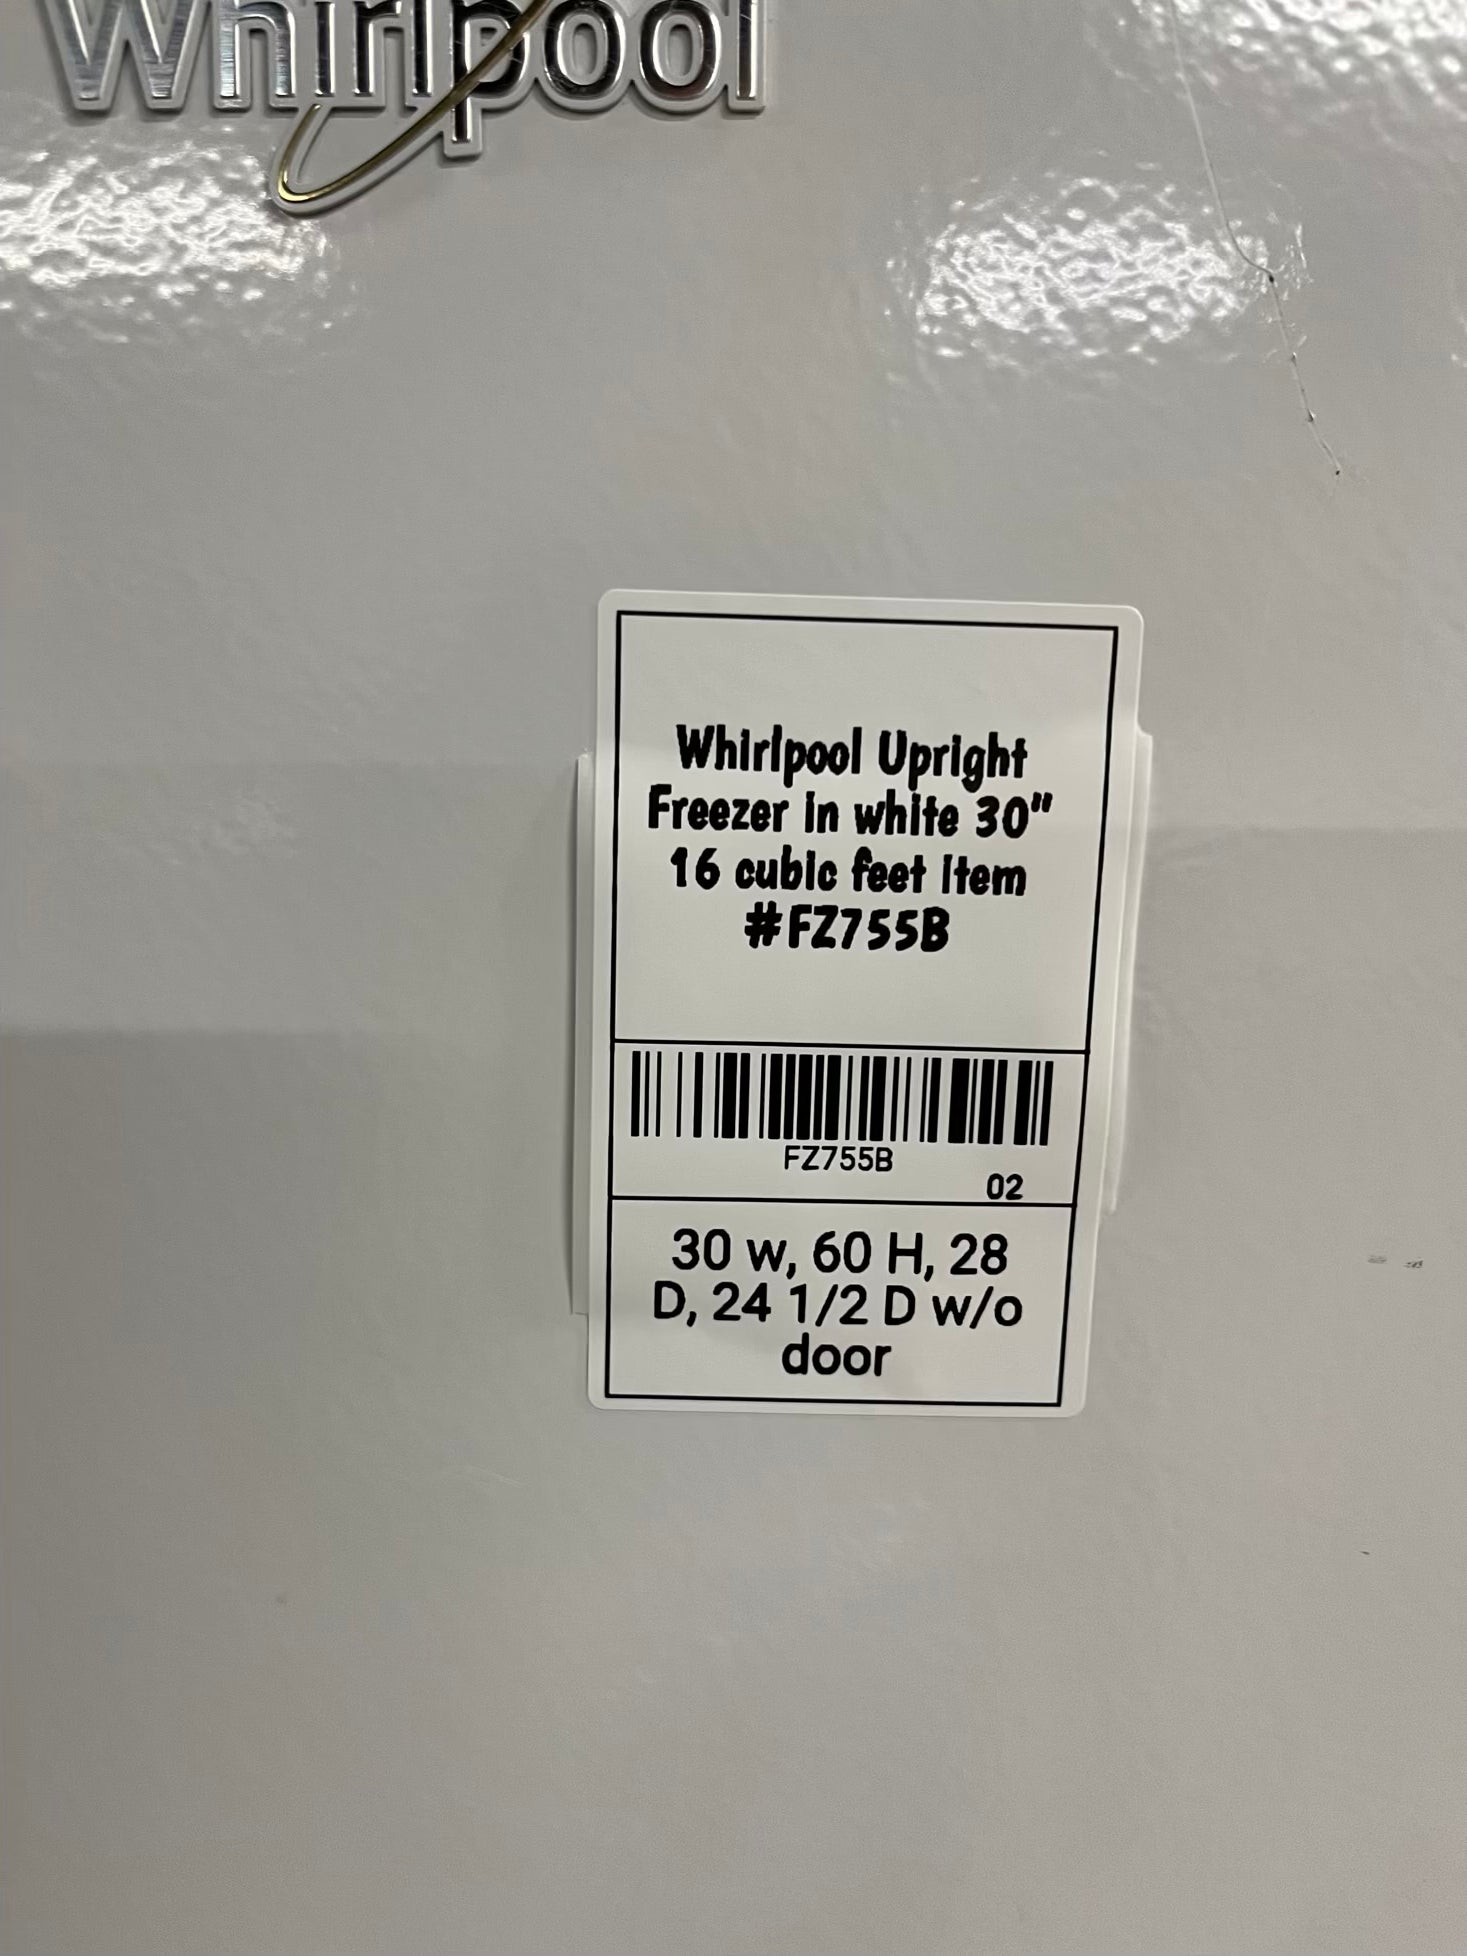 Whirlpool
Whirlpool Upright
Freezer in white 30"
16 cubic feet item
#FZ755B
FZ755B
02
30 w, 60 H, 28
D, 24 1/2 D w/o
door